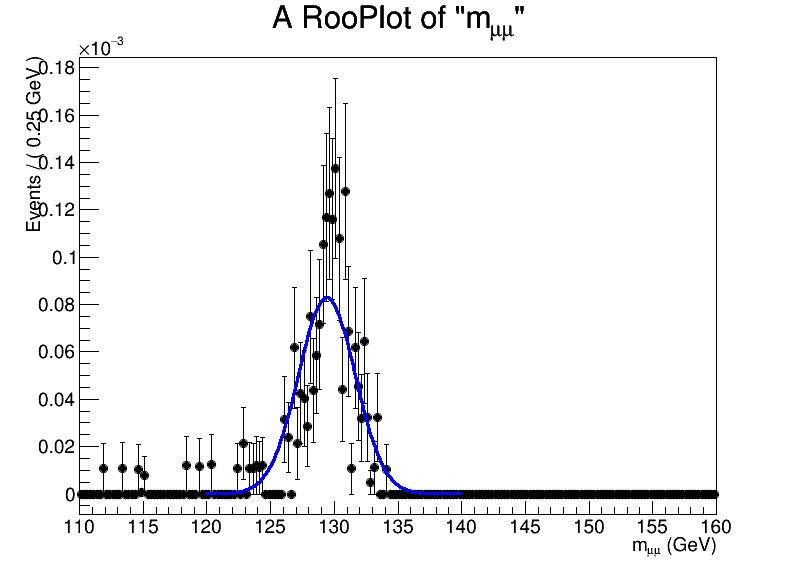 A RooPlot of "mμμ"
×10⁻³
Events / ( 0.25 GeV )
0.18
0.16
0.14
0.12
0.1
0.08
0.06
0.04
0.02
0
110 115 120 125 130 135 140 145 150 155 160
mμμ (GeV)